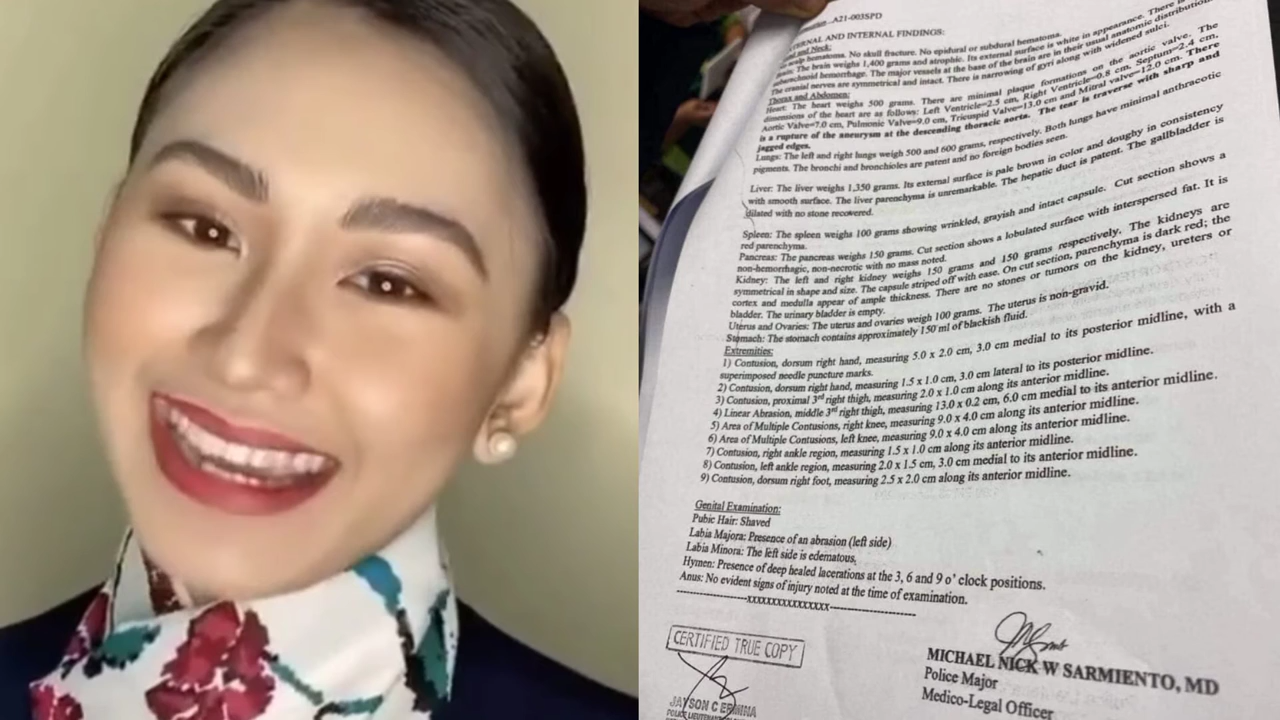 A21-003SPD
TERNAL AND INTERNAL FINDINGS:
and Neck:
scalp hematoma. No skull fracture. No epidural or subdural hematoma.
The brain weighs 1,400 grams and atrophic. Its external surface is white in appearance. There is
subarachnoid hemorrhage. The major vessels at the base of the brain are in their usual anatomic distribution.
The cranial nerves are symmetrical and intact. There is narrowing of gyri along with widened sulci.
Thorax and Abdomen:
Heart: The heart weighs 500 grams. There are minimal plaque formations on the aortic valve. The
dimensions of the heart are as follows: Left Ventricle=2.5 cm, Right Ventricle=0.8 cm, Septum=2.4 cm,
Aortic Valve=7.0 cm, Pulmonic Valve=9.0 cm, Tricuspid Valve=13.0 cm and Mitral valve=12.0 cm. There
is a rupture of the aneurysm at the descending thoracic aorta. The tear is traverse with sharp and
jagged edges.
Lungs: The left and right lungs weigh 500 and 600 grams, respectively. Both lungs have minimal anthracotic
pigments. The bronchi and bronchioles are patent and no foreign bodies seen.
Liver: The liver weighs 1,350 grams. Its external surface is pale brown in color and doughy in consistency
with smooth surface. The liver parenchyma is unremarkable. The hepatic duct is patent. The gallbladder is
dilated with no stone recovered.
Spleen: The spleen weighs 100 grams showing wrinkled, grayish and intact capsule. Cut section shows a
red parenchyma.
Pancreas: The pancreas weighs 150 grams. Cut section shows a lobulated surface with interspersed fat. It is
non-hemorrhagic, non-necrotic with no mass noted.
Kidney: The left and right kidney weighs 150 grams and 150 grams respectively. The kidneys are
symmetrical in shape and size. The capsule striped off with ease. On cut section, parenchyma is dark red; the
cortex and medulla appear of ample thickness. There are no stones or tumors on the kidney, ureters or
bladder. The urinary bladder is empty.
Uterus and Ovaries: The uterus and ovaries weigh 100 grams. The uterus is non-gravid.
Stomach: The stomach contains approximately 150 ml of blackish fluid.
Extremities:
1) Contusion, dorsum right hand, measuring 5.0 x 2.0 cm, 3.0 cm medial to its posterior midline, with a
superimposed needle puncture marks.
2) Contusion, dorsum right hand, measuring 1.5 x 1.0 cm, 3.0 cm lateral to its posterior midline.
3) Contusion, proximal 3rd right thigh, measuring 2.0 x 1.0 cm along its anterior midline.
4) Linear Abrasion, middle 3rd right thigh, measuring 13.0 x 0.2 cm, 6.0 cm medial to its anterior midline.
5) Area of Multiple Contusions, right knee, measuring 9.0 x 4.0 cm along its anterior midline.
6) Area of Multiple Contusions, left knee, measuring 9.0 x 4.0 cm along its anterior midline.
7) Contusion, right ankle region, measuring 1.5 x 1.0 cm along its anterior midline.
8) Contusion, left ankle region, measuring 2.0 x 1.5 cm, 3.0 cm medial to its anterior midline.
9) Contusion, dorsum right foot, measuring 2.5 x 2.0 cm along its anterior midline.
Genital Examination:
Pubic Hair: Shaved
Labia Majora: Presence of an abrasion (left side)
Labia Minora: The left side is edematous,
Hymen: Presence of deep healed lacerations at the 3, 6 and 9 o' clock positions.
Anus: No evident signs of injury noted at the time of examination.
----------------xxxxxxxxxxxxxxxx-------------------
CERTIFIED TRUE COPY
MICHAEL NICK W SARMIENTO, MD
Police Major
Medico-Legal Officer
JAYSON C ERMINA